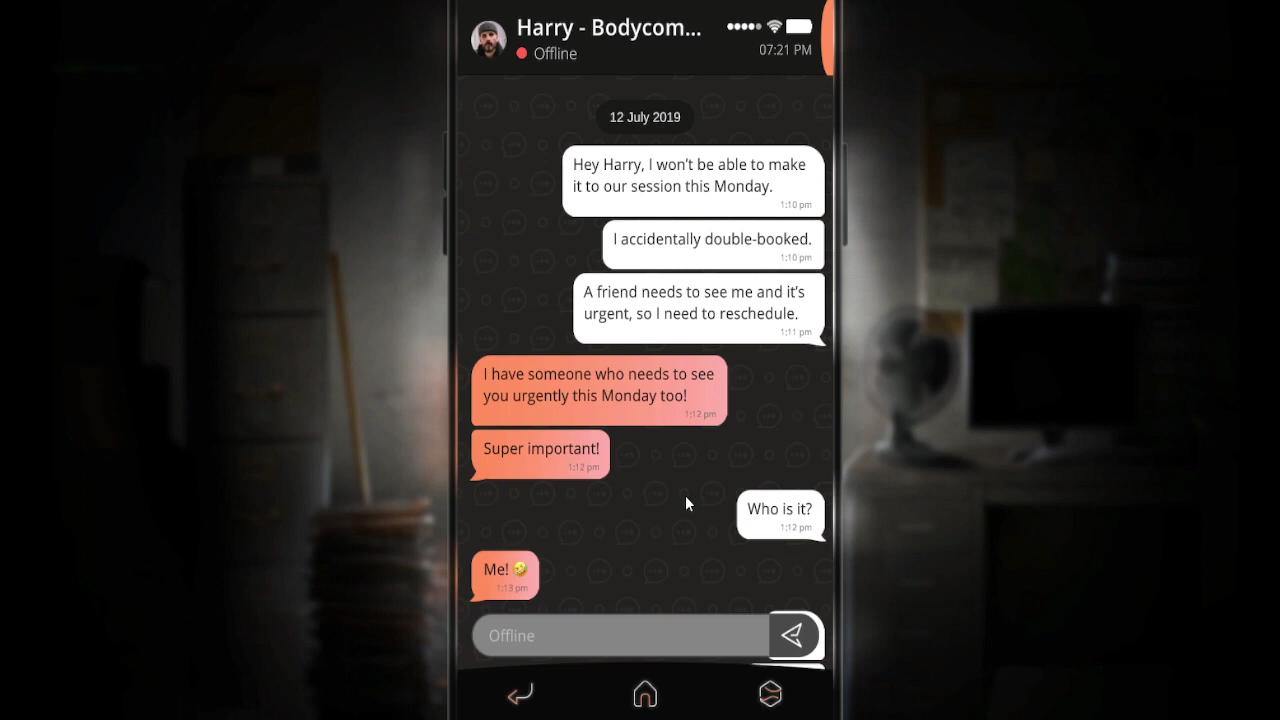 Harry - Bodycom...
Offline
07:21 PM
12 July 2019
Hey Harry, I won't be able to make
it to our session this Monday.
1:10 pm
I accidentally double-booked.
1:10 pm
A friend needs to see me and it's
urgent, so I need to reschedule.
1:11 pm
I have someone who needs to see
you urgently this Monday too!
1:12 pm
Super important!
1:12 pm
Who is it?
1:12 pm
Me! 🤣
1:13 pm
Offline